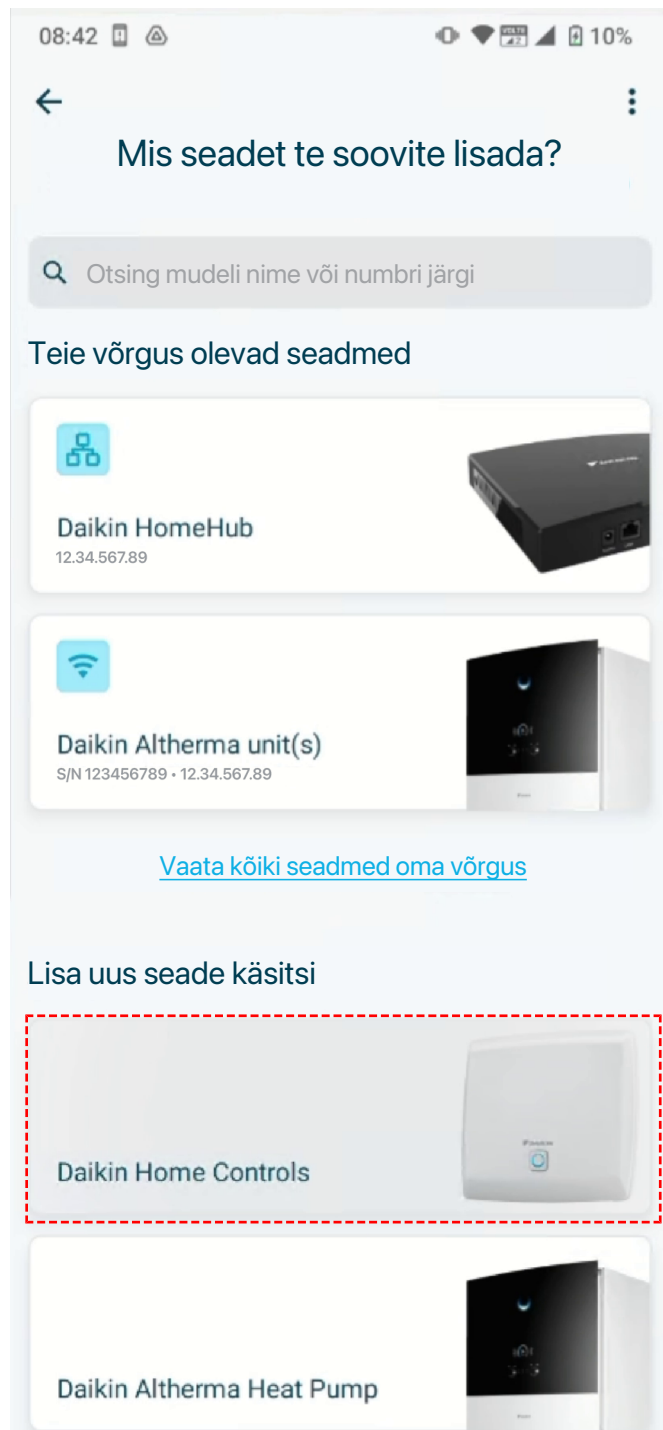 08:42
10%
Mis seadet te soovite lisada?
Otsing mudeli nime või numbri järgi
Teie võrgus olevad seadmed
Daikin HomeHub
12.34.567.89
Daikin Altherma unit(s)
S/N 123456789 • 12.34.567.89
Vaata kõiki seadmed oma võrgus
Lisa uus seade käsitsi
DAIKIN
Daikin Home Controls
Daikin Altherma Heat Pump